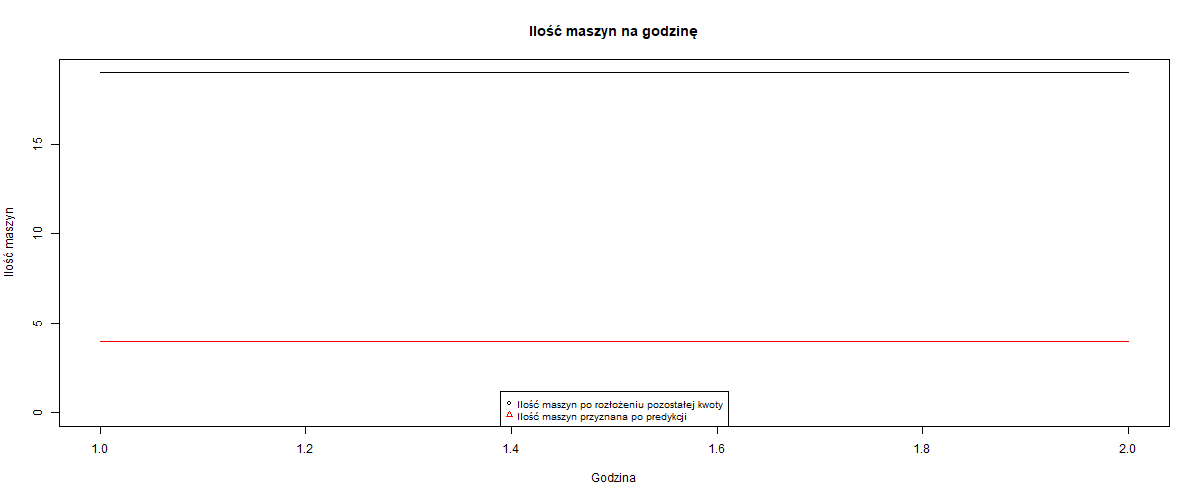 Ilość maszyn na godzinę
Ilość maszyn
15
10
5
0
Ilość maszyn po rozłożeniu pozostałej kwoty
Ilość maszyn przyznana po predykcji
1.0 1.2 1.4 1.6 1.8 2.0
Godzina